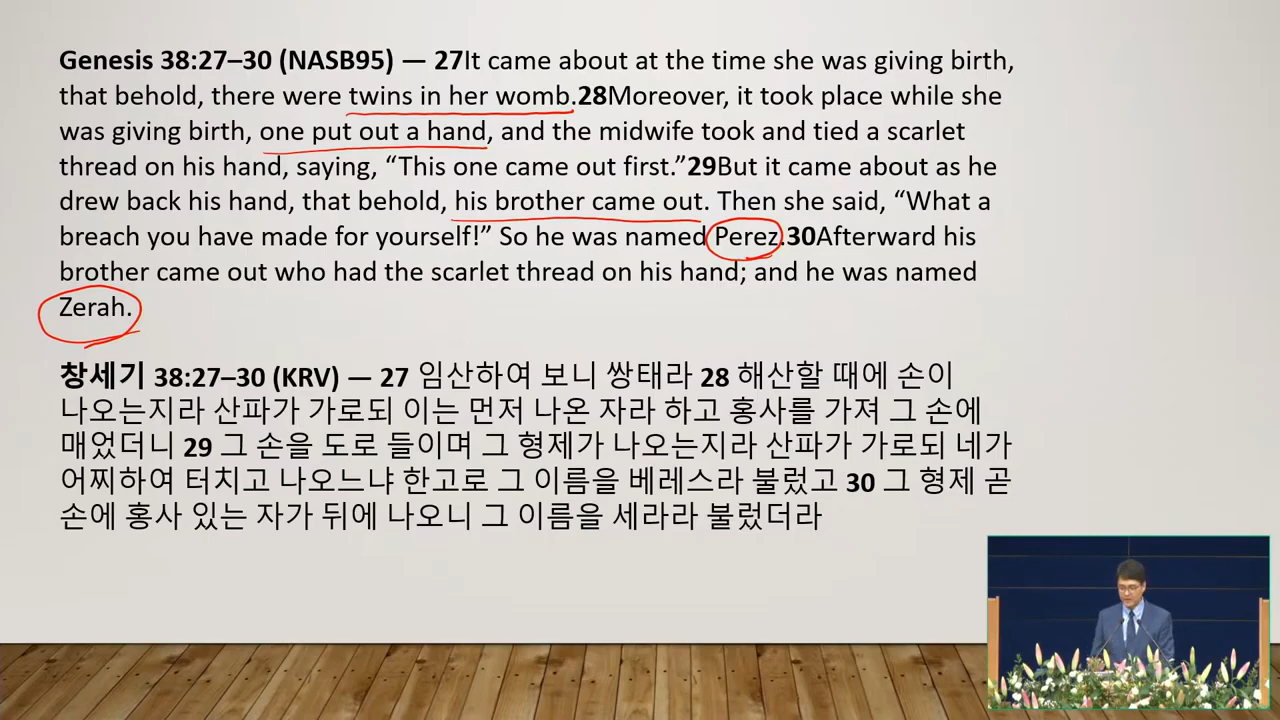 Genesis 38:27–30 (NASB95) — 27It came about at the time she was giving birth,
that behold, there were twins in her womb.28Moreover, it took place while she
was giving birth, one put out a hand, and the midwife took and tied a scarlet
thread on his hand, saying, “This one came out first.”29But it came about as he
drew back his hand, that behold, his brother came out. Then she said, “What a
breach you have made for yourself!” So he was named Perez.30Afterward his
brother came out who had the scarlet thread on his hand; and he was named
Zerah.
창세기 38:27–30 (KRV) — 27 임산하여 보니 쌍태라 28 해산할 때에 손이
나오는지라 산파가 가로되 이는 먼저 나온 자라 하고 홍사를 가져 그 손에
매었더니 29 그 손을 도로 들이며 그 형제가 나오는지라 산파가 가로되 네가
어찌하여 터치고 나오느냐 한고로 그 이름을 베레스라 불렀고 30 그 형제 곧
손에 홍사 있는 자가 뒤에 나오니 그 이름을 세라라 불렀더라